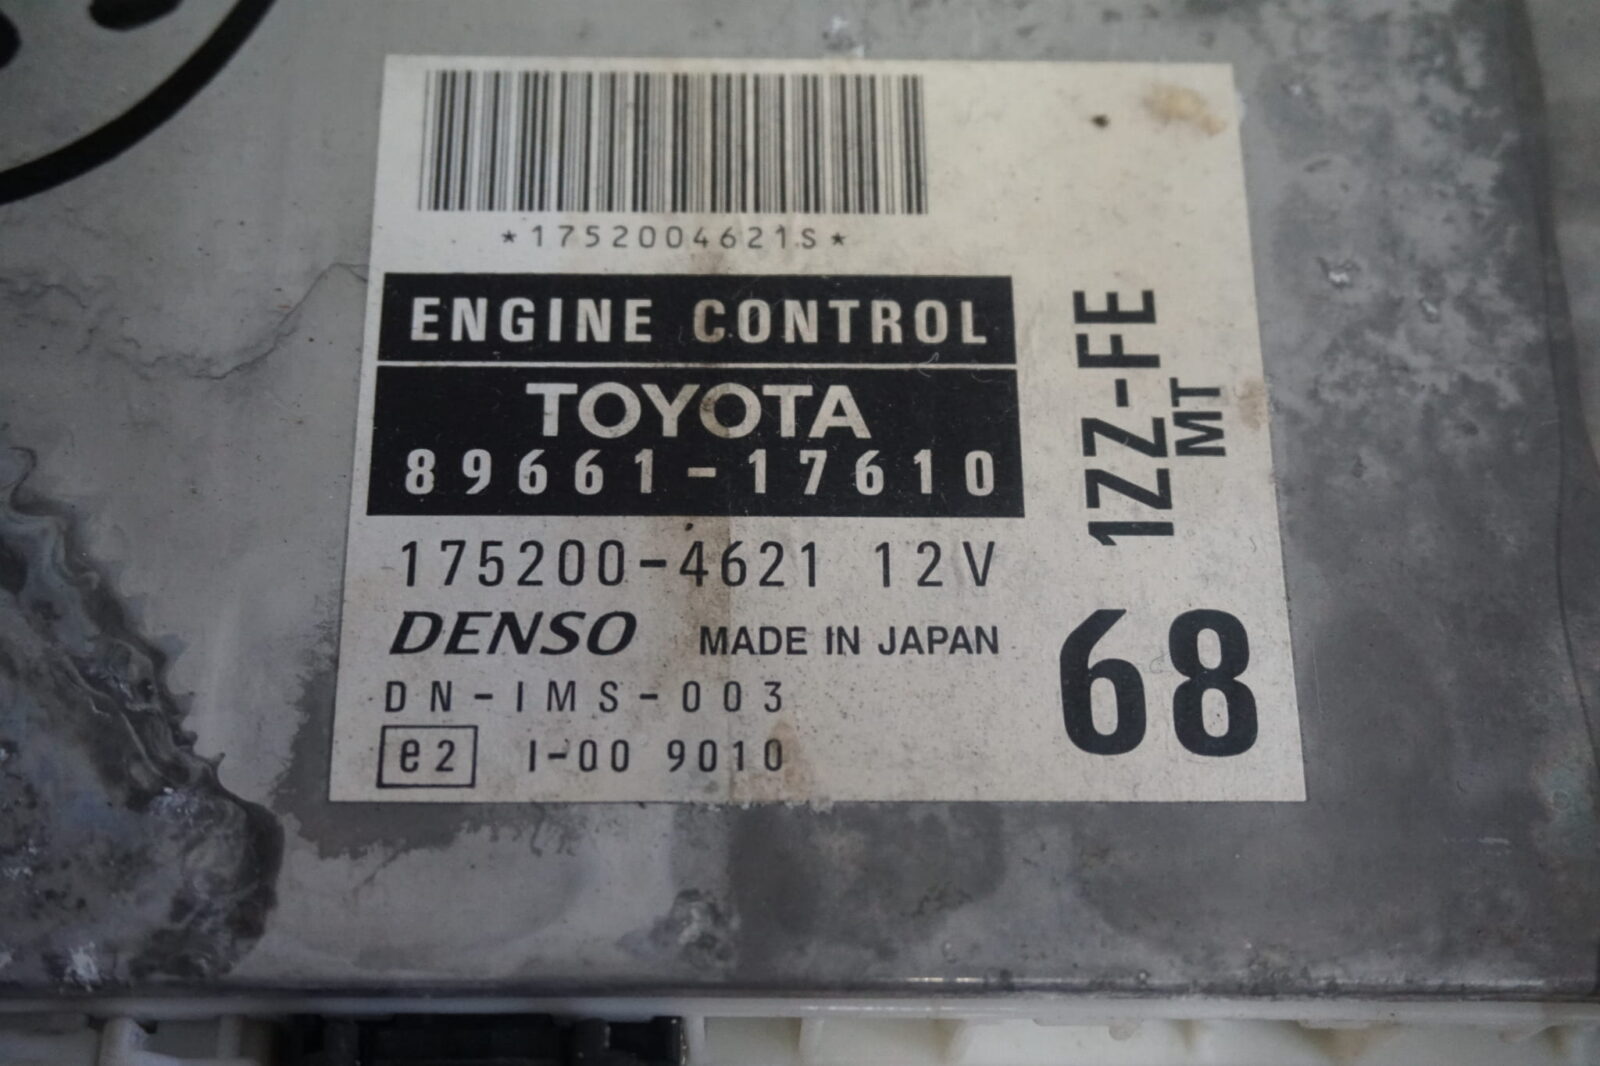 *1752004621S*
ENGINE CONTROL
TOYOTA
89661-17610
175200-4621 12V
DENSO MADE IN JAPAN
DN-IMS-003
e2 I-00 9010
1ZZ-FE
MT
68